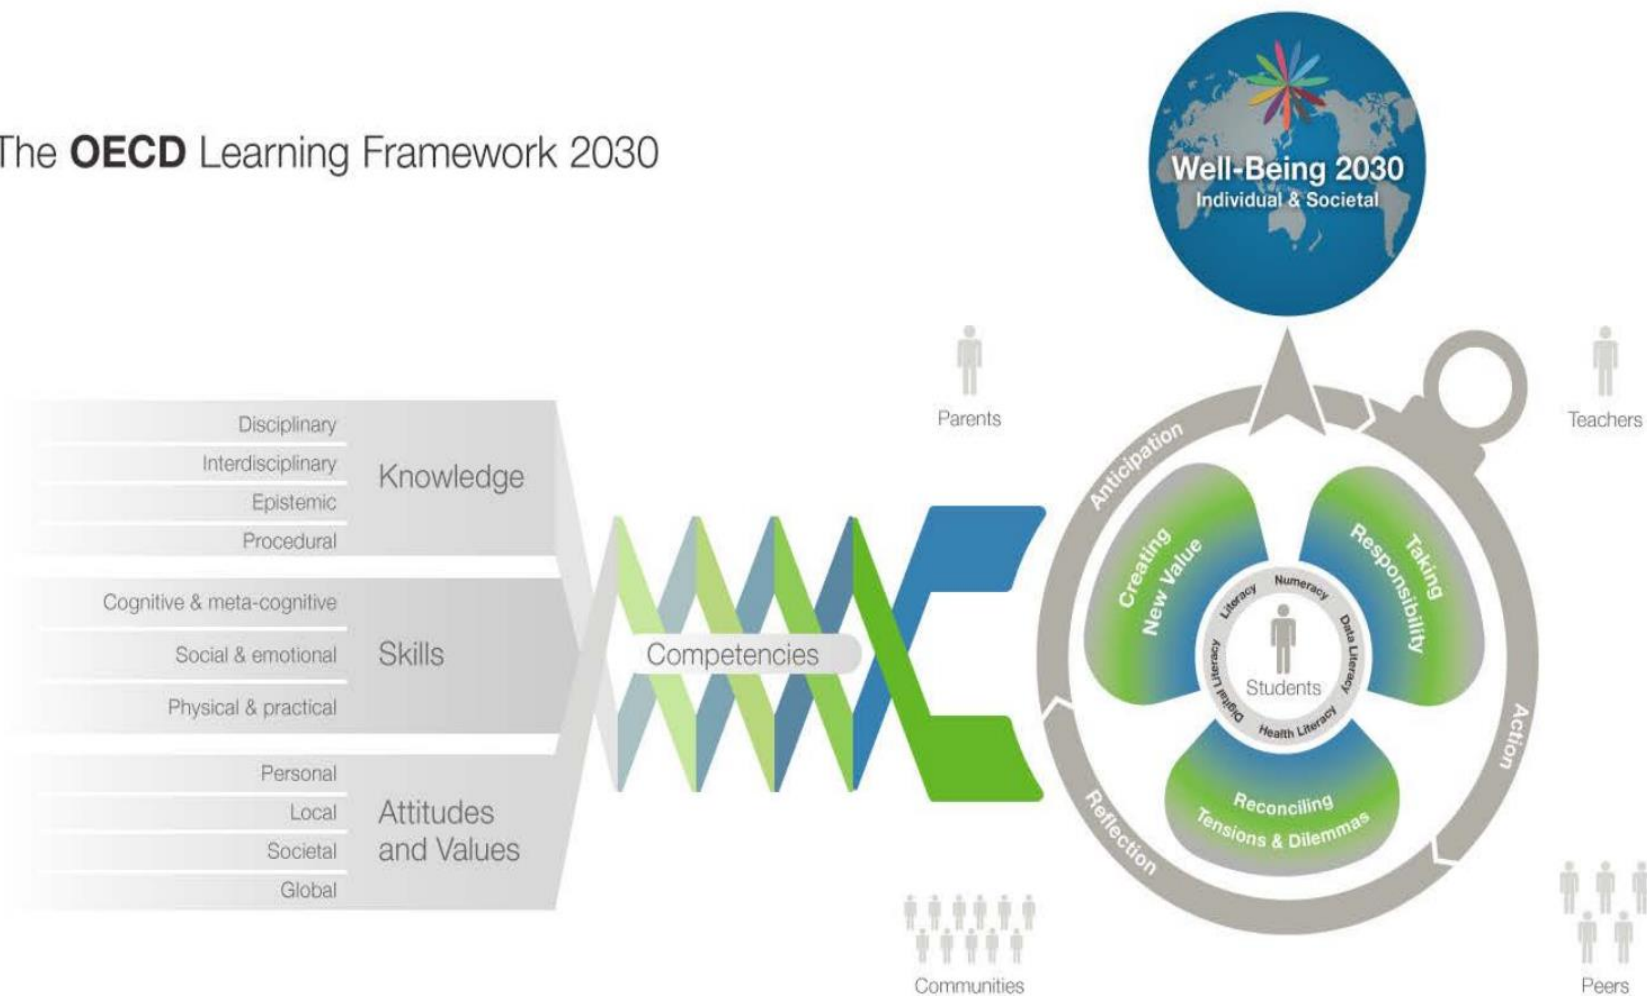 The OECD Learning Framework 2030
Well-Being 2030
Individual & Societal
Parents
Teachers
Disciplinary
Interdisciplinary
Epistemic
Procedural
Knowledge
Cognitive & meta-cognitive
Social & emotional
Physical & practical
Skills
Personal
Local
Societal
Global
Attitudes
and Values
Competencies
Anticipation
Action
Reflection
Creating
New Value
Taking
Responsibility
Reconciling
Tensions & Dilemmas
Literacy
Numeracy
Data Literacy
Health Literacy
Digital Literacy
Students
Communities
Peers